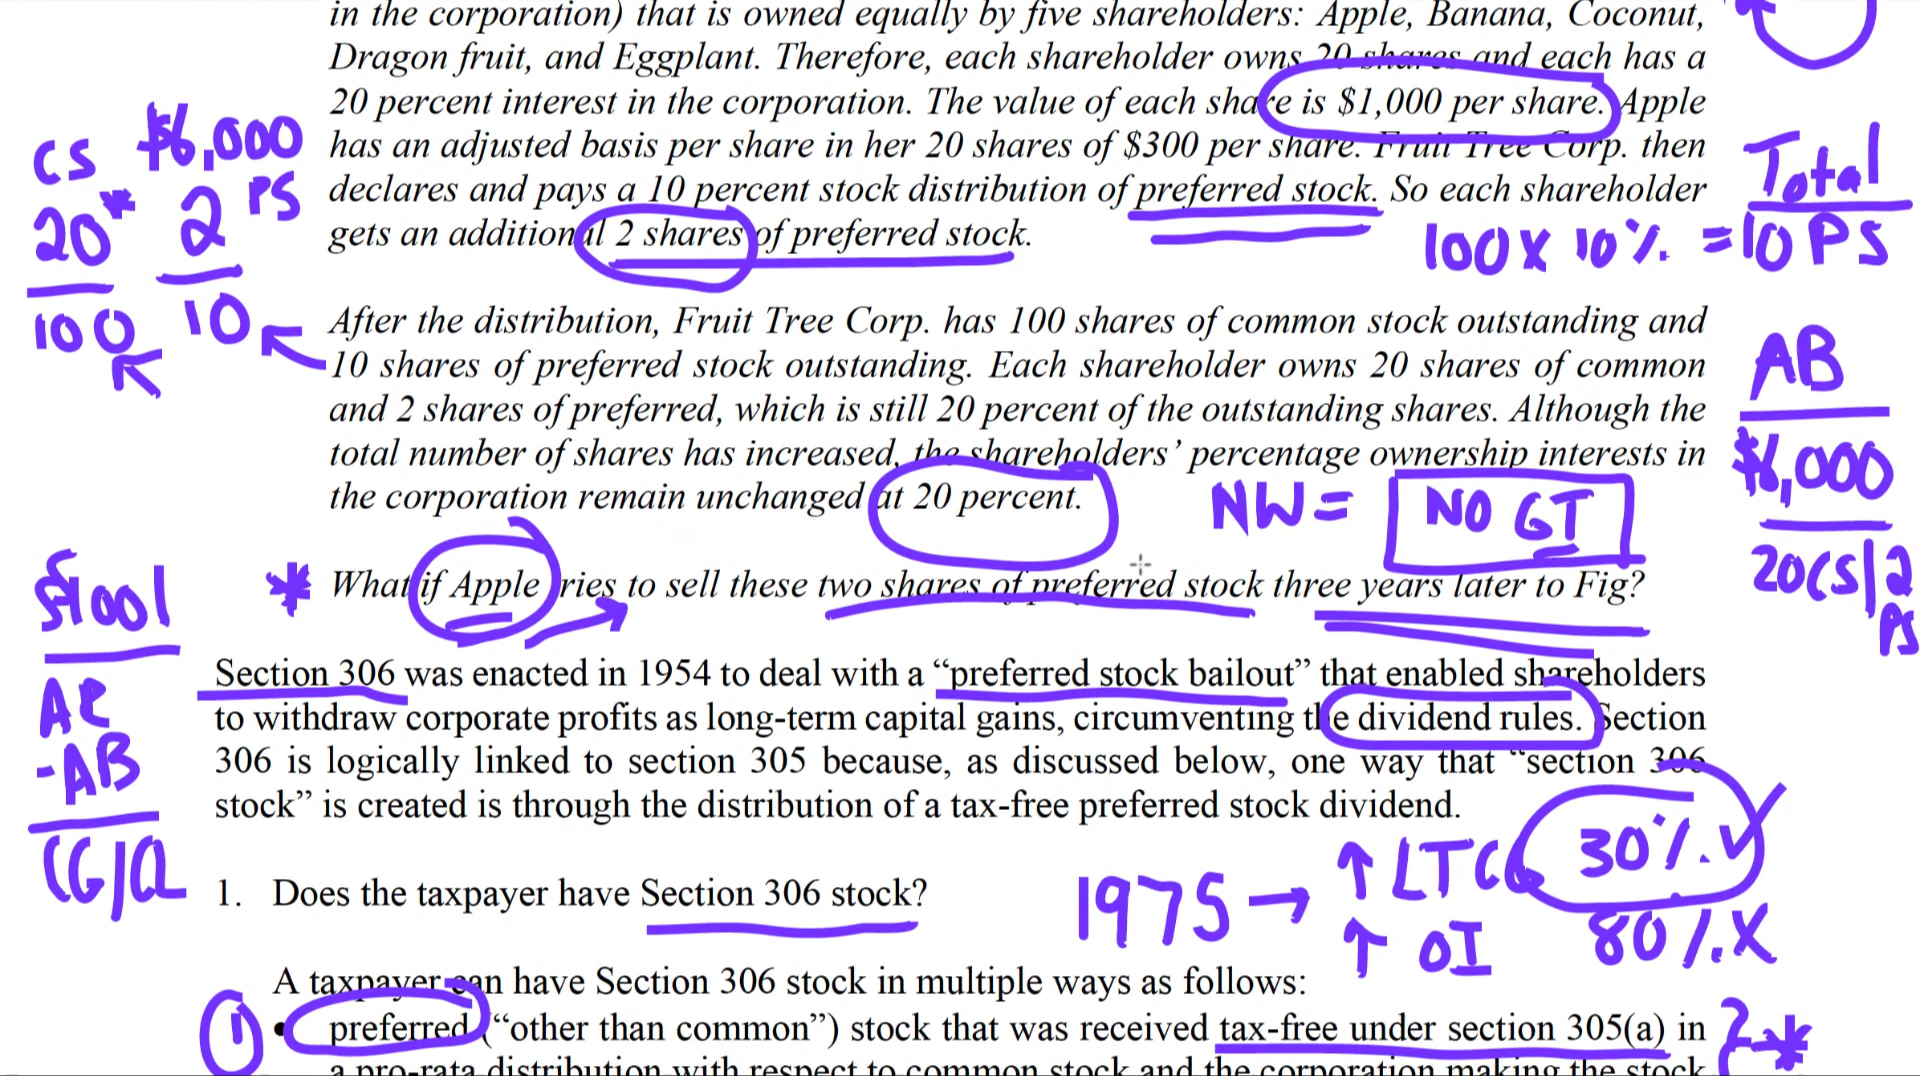 in the corporation) that is owned equally by five shareholders: Apple, Banana, Coconut,
Dragon fruit, and Eggplant. Therefore, each shareholder owns 20 shares and each has a
20 percent interest in the corporation. The value of each share is $1,000 per share. Apple
has an adjusted basis per share in her 20 shares of $300 per share. Fruit Tree Corp. then
declares and pays a 10 percent stock distribution of preferred stock. So each shareholder
gets an additional 2 shares of preferred stock.
CS $6,000
20* 2 PS
100 10
Total
100 X 10% = 10 PS
After the distribution, Fruit Tree Corp. has 100 shares of common stock outstanding and
10 shares of preferred stock outstanding. Each shareholder owns 20 shares of common
and 2 shares of preferred, which is still 20 percent of the outstanding shares. Although the
total number of shares has increased, the shareholders' percentage ownership interests in
the corporation remain unchanged at 20 percent.
NW = NO GT
AB
$6,000
20CS|2
PS
* What if Apple tries to sell these two shares of preferred stock three years later to Fig?
§1001
AR
-AB
CG/CL
Section 306 was enacted in 1954 to deal with a “preferred stock bailout” that enabled shareholders
to withdraw corporate profits as long-term capital gains, circumventing the dividend rules. Section
306 is logically linked to section 305 because, as discussed below, one way that “section 306
stock” is created is through the distribution of a tax-free preferred stock dividend.
1975 → ↑ LTCG 30% ✓
↑ OI 80% X
1. Does the taxpayer have Section 306 stock?
A taxpayer can have Section 306 stock in multiple ways as follows:
1 • preferred (“other than common”) stock that was received tax-free under section 305(a) in
a pro-rata distribution with respect to common stock and the corporation making the stock